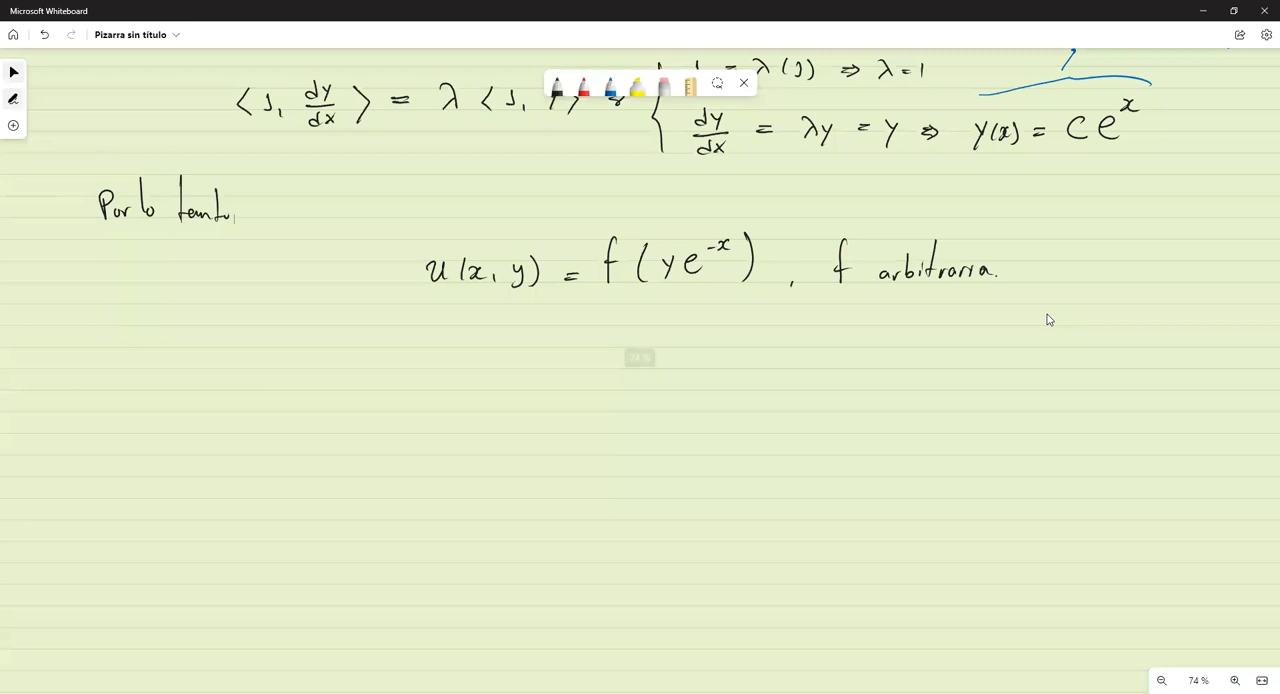 Microsoft Whiteboard
Pizarra sin título
= λ(1) ⇒ λ = 1
⟨1, dy/dx⟩ = λ⟨1,
dy/dx = λy = y ⇒ y(x) = Ce^x
Por lo tanto,
u(x, y) = f(ye^{-x}), f arbitraria.
74 %
74 %